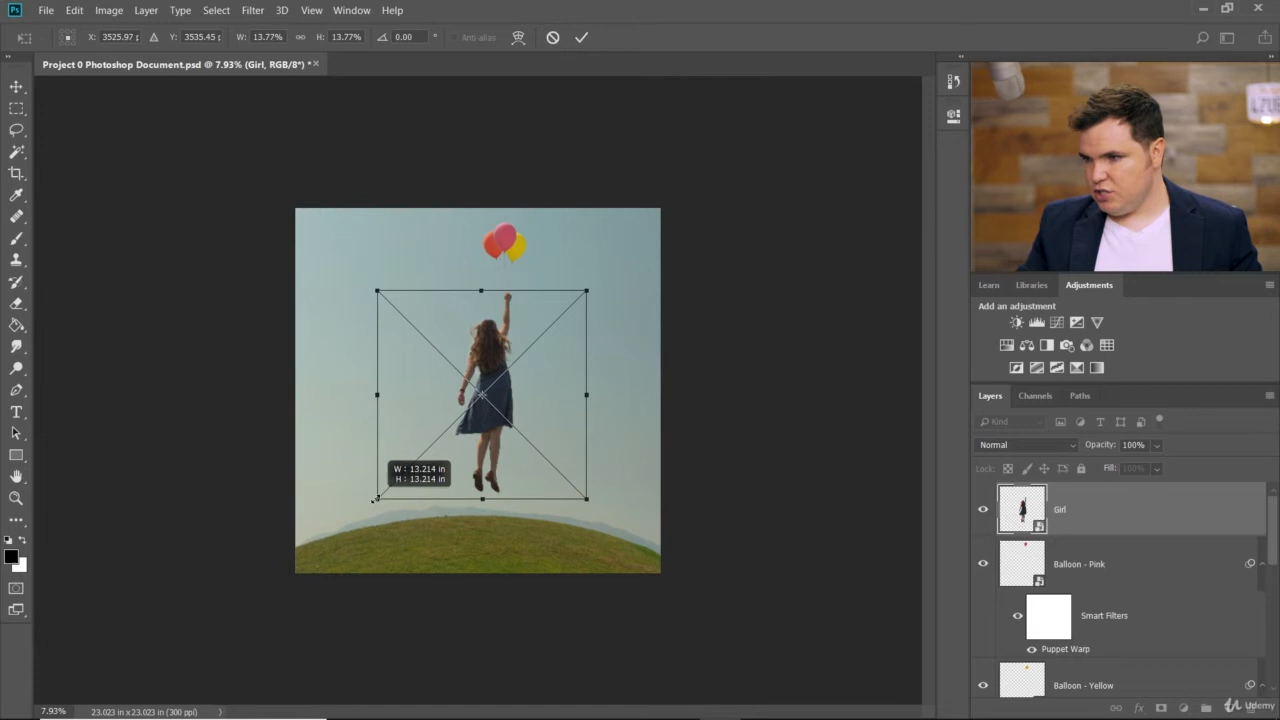 Ps File Edit Image Layer Type Select Filter 3D View Window Help
X: 3525.97 p Y: 3535.45 p W: 13.77% H: 13.77% 0.00 ° Anti-alias
Project 0 Photoshop Document.psd @ 7.93% (Girl, RGB/8*) *
Learn Libraries Adjustments
Add an adjustment
Layers Channels Paths
Kind
Normal Opacity: 100%
Lock: Fill: 100%
W : 13.214 in
H : 13.214 in
Girl
Balloon - Pink
Smart Filters
Puppet Warp
Balloon - Yellow
7.93% 23.023 in x 23.023 in (300 ppi)
fx
Udemy